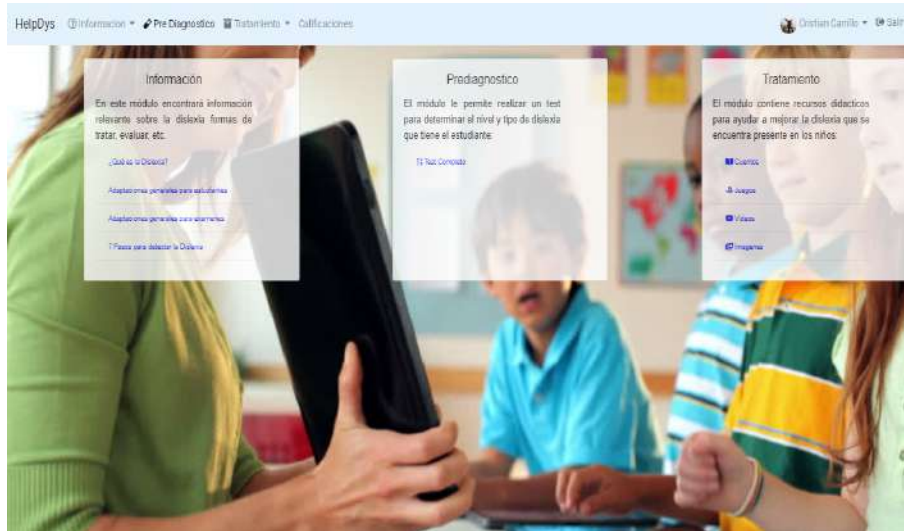 HelpDys Informacion Pre Diagnostico Tratamiento Calificaciones Cristian Carrillo Salir
Información
En este módulo encontrará información
relevante sobre la dislexia formas de
tratar, evaluar, etc.
¿Qué es la Dislexia?
Adaptaciones generales para estudiantes
Adaptaciones generales para examenes
7 Pasos para detectar la Dislexia
Prediagnostico
El módulo le permite realizar un test
para determinar el nivel y tipo de dislexia
que tiene el estudiante:
Test Completo
Tratamiento
El módulo contiene recursos didacticos
para ayudar a mejorar la dislexia que se
encuentra presente en los niños:
Cuentos
Juegos
Videos
Imagenes